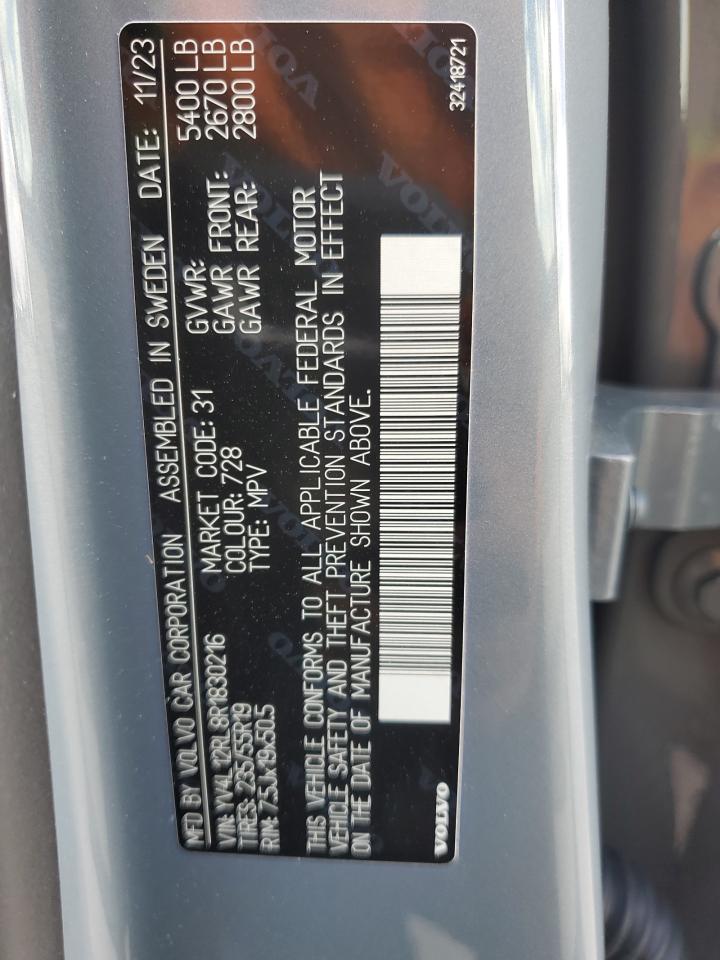 MFD BY VOLVO CAR CORPORATION ASSEMBLED IN SWEDEN DATE: 11/23
VIN: YV4L12RL8R1830216 MARKET CODE: 31 GVWR: 5400 LB
TIRES: 235/55R19 COLOUR: 728 GAWR FRONT: 2670 LB
RIM: 7.5Jx19x50.5 TYPE: MPV GAWR REAR: 2800 LB
THIS VEHICLE CONFORMS TO ALL APPLICABLE FEDERAL MOTOR
VEHICLE SAFETY AND THEFT PREVENTION STANDARDS IN EFFECT
ON THE DATE OF MANUFACTURE SHOWN ABOVE.
VOLVO 32418721